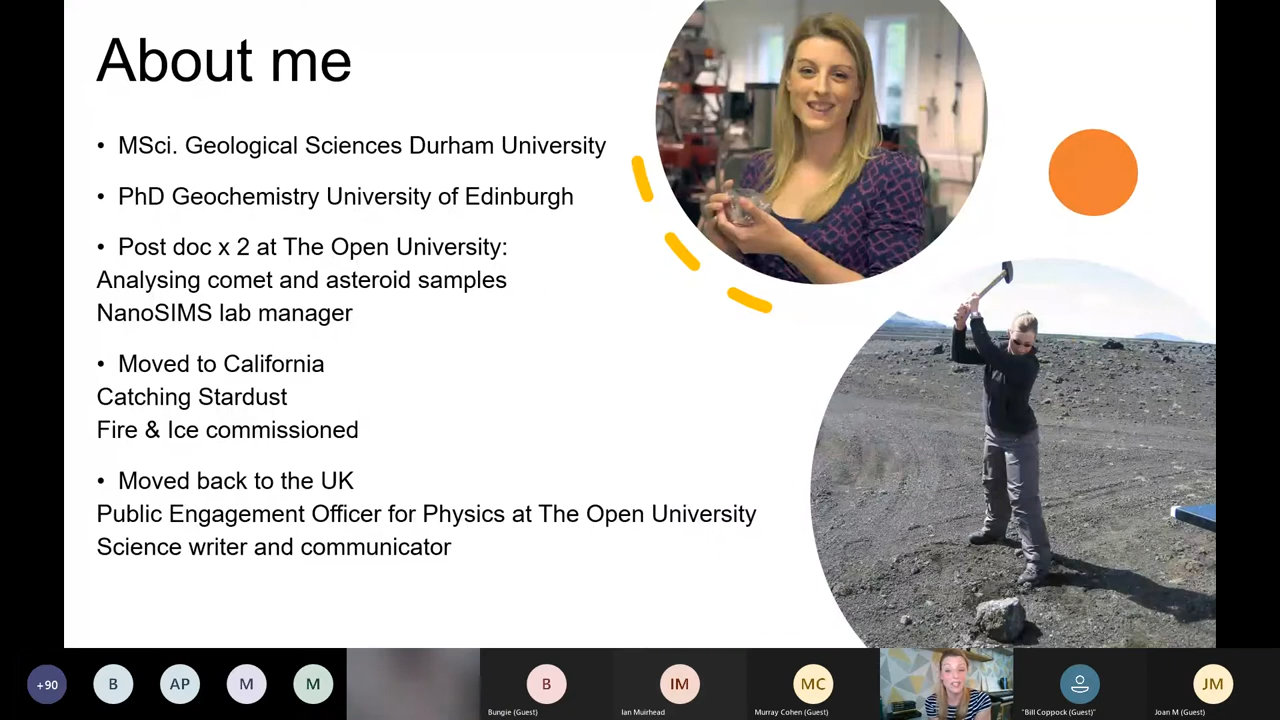 About me
• MSci. Geological Sciences Durham University
• PhD Geochemistry University of Edinburgh
• Post doc x 2 at The Open University:
Analysing comet and asteroid samples
NanoSIMS lab manager
• Moved to California
Catching Stardust
Fire & Ice commissioned
• Moved back to the UK
Public Engagement Officer for Physics at The Open University
Science writer and communicator
+90
B
AP
M
M
B
IM
MC
JM
Bungie (Guest)
Ian Muirhead
Murray Cohen (Guest)
"Bill Coppock (Guest)"
Joan M (Guest)